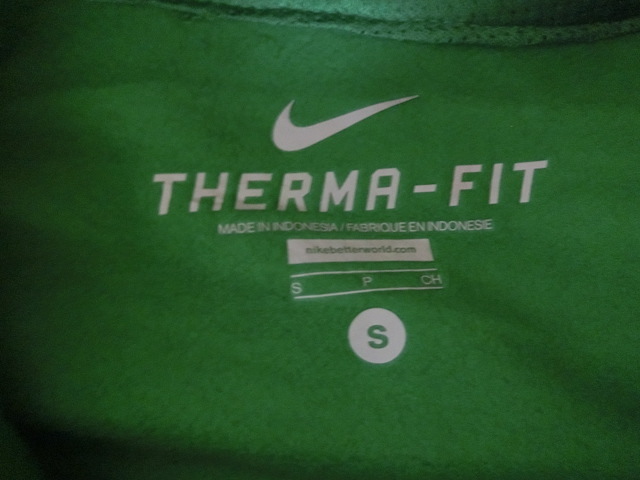 THERMA-FIT
MADE IN INDONESIA / FABRIQUE EN INDONESIE
nikebetterworld.com
S P CH
S